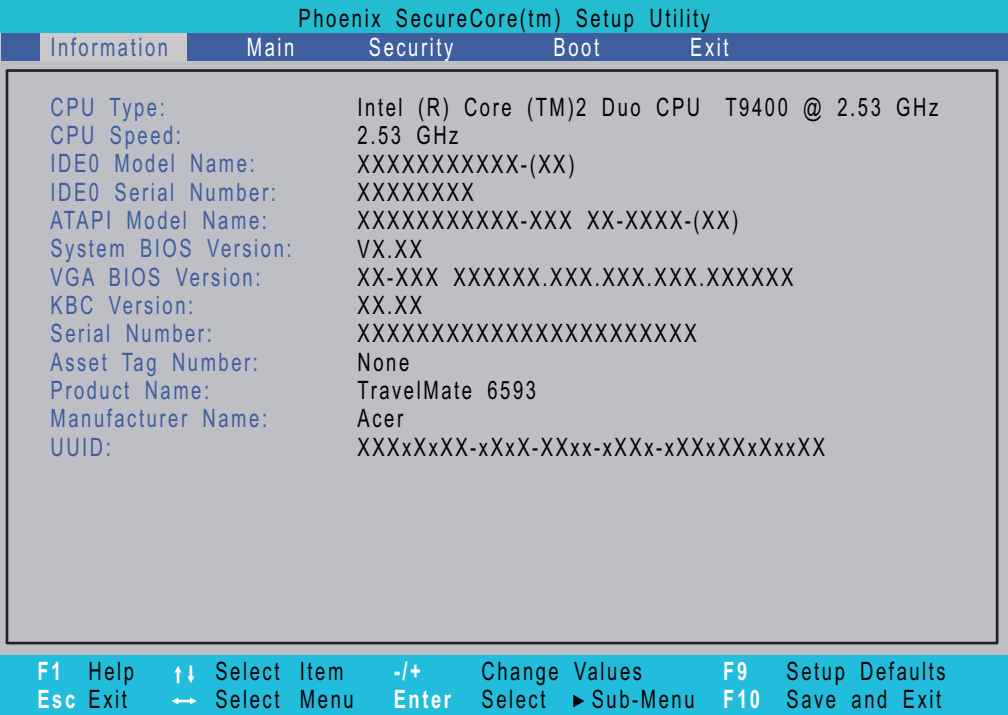 Phoenix SecureCore(tm) Setup Utility
Information Main Security Boot Exit
CPU Type: Intel (R) Core (TM)2 Duo CPU T9400 @ 2.53 GHz
CPU Speed: 2.53 GHz
IDE0 Model Name: XXXXXXXXXXX-(XX)
IDE0 Serial Number: XXXXXXXX
ATAPI Model Name: XXXXXXXXXXX-XXX XX-XXXX-(XX)
System BIOS Version: VX.XX
VGA BIOS Version: XX-XXX XXXXXX.XXX.XXX.XXX.XXXXXX
KBC Version: XX.XX
Serial Number: XXXXXXXXXXXXXXXXXXXXXXX
Asset Tag Number: None
Product Name: TravelMate 6593
Manufacturer Name: Acer
UUID: XXXxXxXX-xXxX-XXxx-xXXx-xXXxXXxXxxXX
F1 Help ↑↓ Select Item -/+ Change Values F9 Setup Defaults
Esc Exit ↔ Select Menu Enter Select ►Sub-Menu F10 Save and Exit